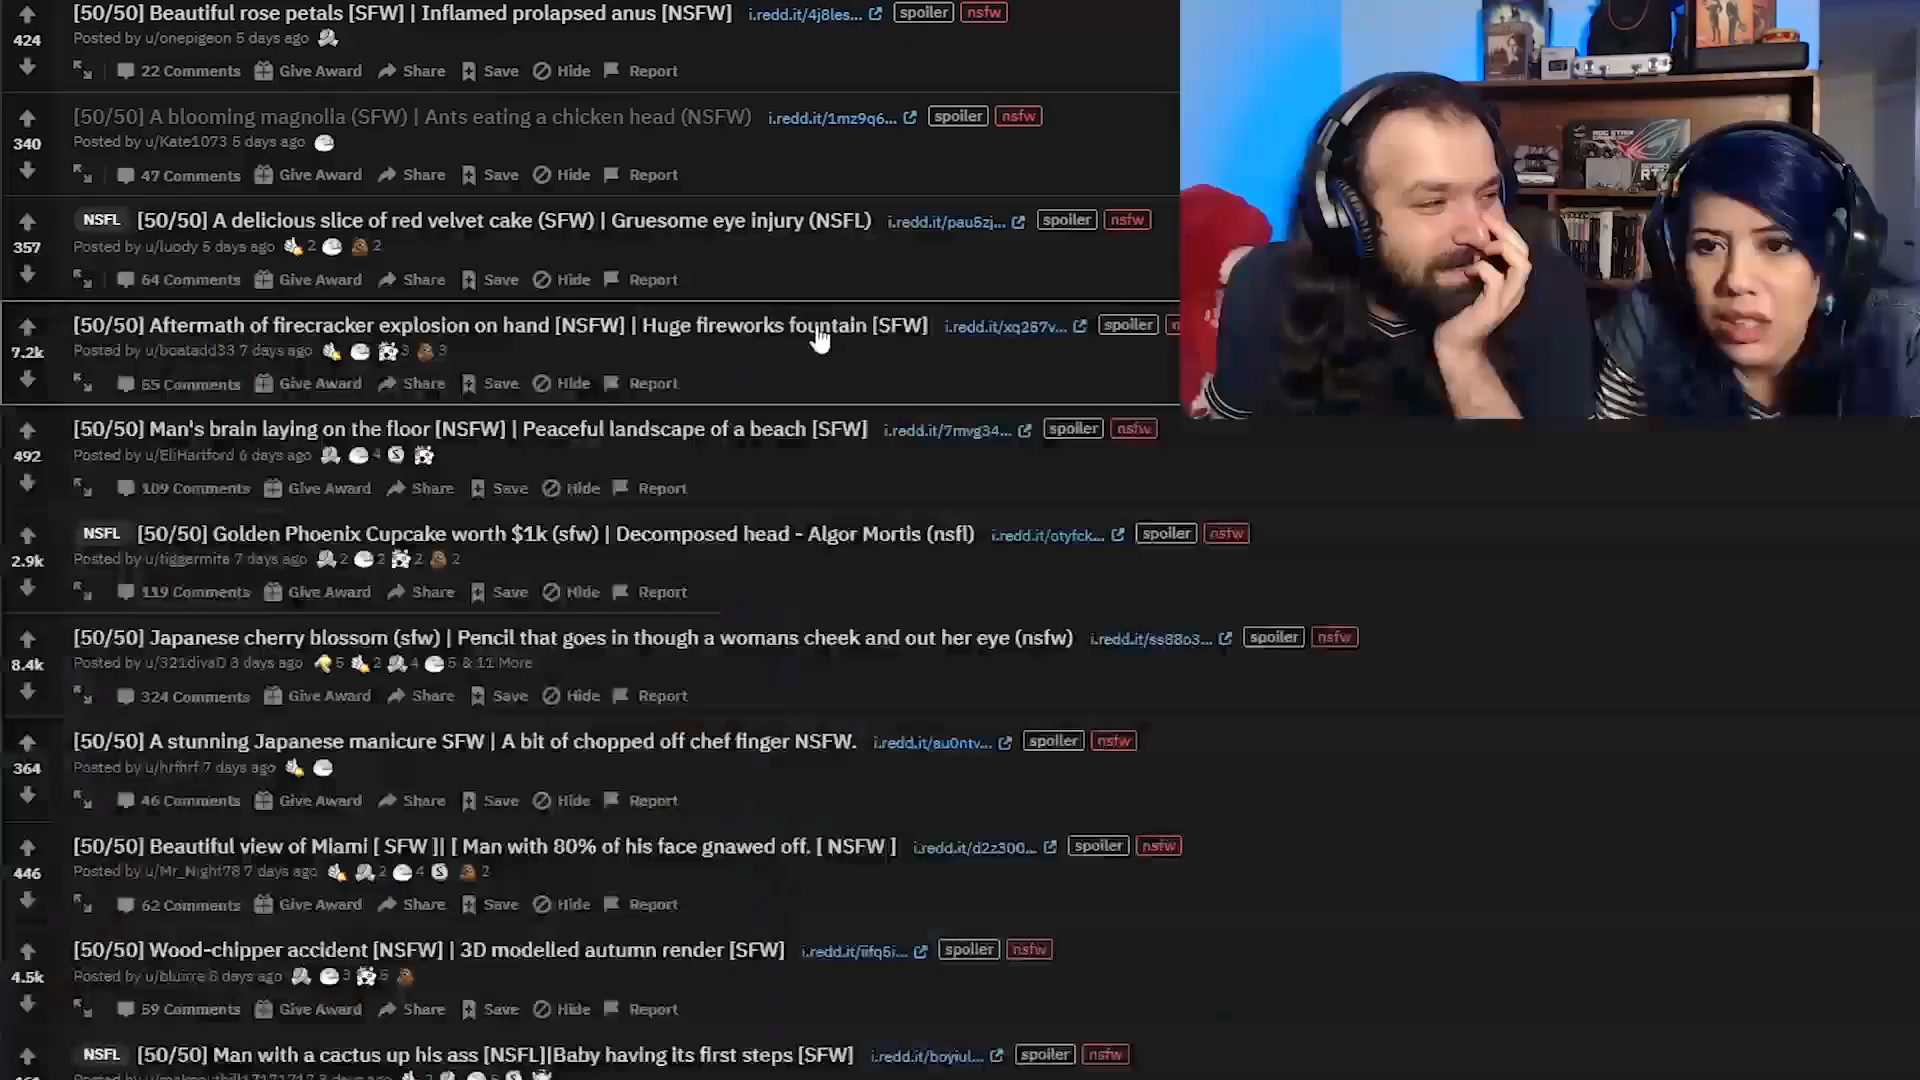 [50/50] Beautiful rose petals [SFW] | Inflamed prolapsed anus [NSFW] i.redd.it/4j8les... spoiler nsfw
424
Posted by u/onepigeon 5 days ago
22 Comments Give Award Share Save Hide Report
[50/50] A blooming magnolia (SFW) | Ants eating a chicken head (NSFW) i.redd.it/1mz9q6... spoiler nsfw
340
Posted by u/Kate1073 5 days ago
47 Comments Give Award Share Save Hide Report
NSFL [50/50] A delicious slice of red velvet cake (SFW) | Gruesome eye injury (NSFL) i.redd.it/pau6zj... spoiler nsfw
357
Posted by u/luody 5 days ago 2 2
64 Comments Give Award Share Save Hide Report
[50/50] Aftermath of firecracker explosion on hand [NSFW] | Huge fireworks fountain [SFW] i.redd.it/xq267v... spoiler n
7.2k
Posted by u/boatadd33 7 days ago 3 3
65 Comments Give Award Share Save Hide Report
[50/50] Man's brain laying on the floor [NSFW] | Peaceful landscape of a beach [SFW] i.redd.it/7mvg34... spoiler nsfw
492
Posted by u/EliHartford 6 days ago 4 S
109 Comments Give Award Share Save Hide Report
NSFL [50/50] Golden Phoenix Cupcake worth $1k (sfw) | Decomposed head - Algor Mortis (nsfl) i.redd.it/otyfck... spoiler nsfw
2.9k
Posted by u/tiggermita 7 days ago 2 2 2 2
119 Comments Give Award Share Save Hide Report
[50/50] Japanese cherry blossom (sfw) | Pencil that goes in though a womans cheek and out her eye (nsfw) i.redd.it/ss88o3... spoiler nsfw
8.4k
Posted by u/321divaD 3 days ago 5 2 4 5 & 11 More
324 Comments Give Award Share Save Hide Report
[50/50] A stunning Japanese manicure SFW | A bit of chopped off chef finger NSFW. i.redd.it/au0ntv... spoiler nsfw
364
Posted by u/hrfhrf 7 days ago
46 Comments Give Award Share Save Hide Report
[50/50] Beautiful view of Miami [ SFW ]| [ Man with 80% of his face gnawed off. [ NSFW ] i.redd.it/d2z300... spoiler nsfw
446
Posted by u/Mr_Night78 7 days ago 2 4 S 2
62 Comments Give Award Share Save Hide Report
[50/50] Wood-chipper accident [NSFW] | 3D modelled autumn render [SFW] i.redd.it/iifq5i... spoiler nsfw
4.5k
Posted by u/blurrre 8 days ago 3 5
59 Comments Give Award Share Save Hide Report
NSFL [50/50] Man with a cactus up his ass [NSFL]|Baby having its first steps [SFW] i.redd.it/boyiul... spoiler nsfw